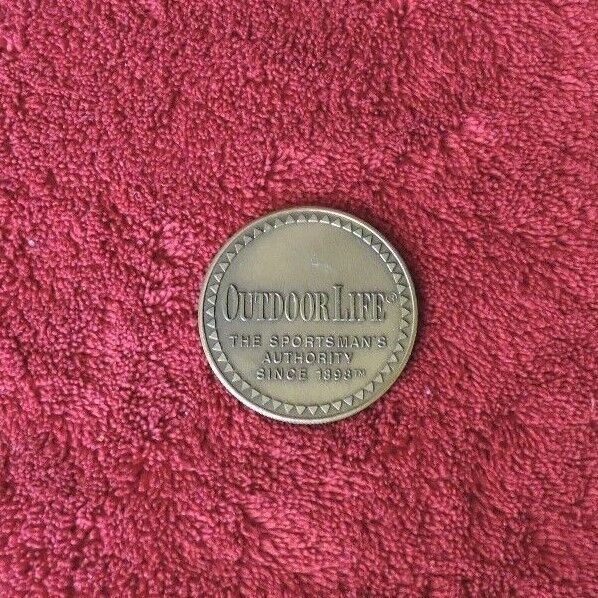 OUTDOOR LIFE®
THE SPORTSMAN'S
AUTHORITY
SINCE 1898™